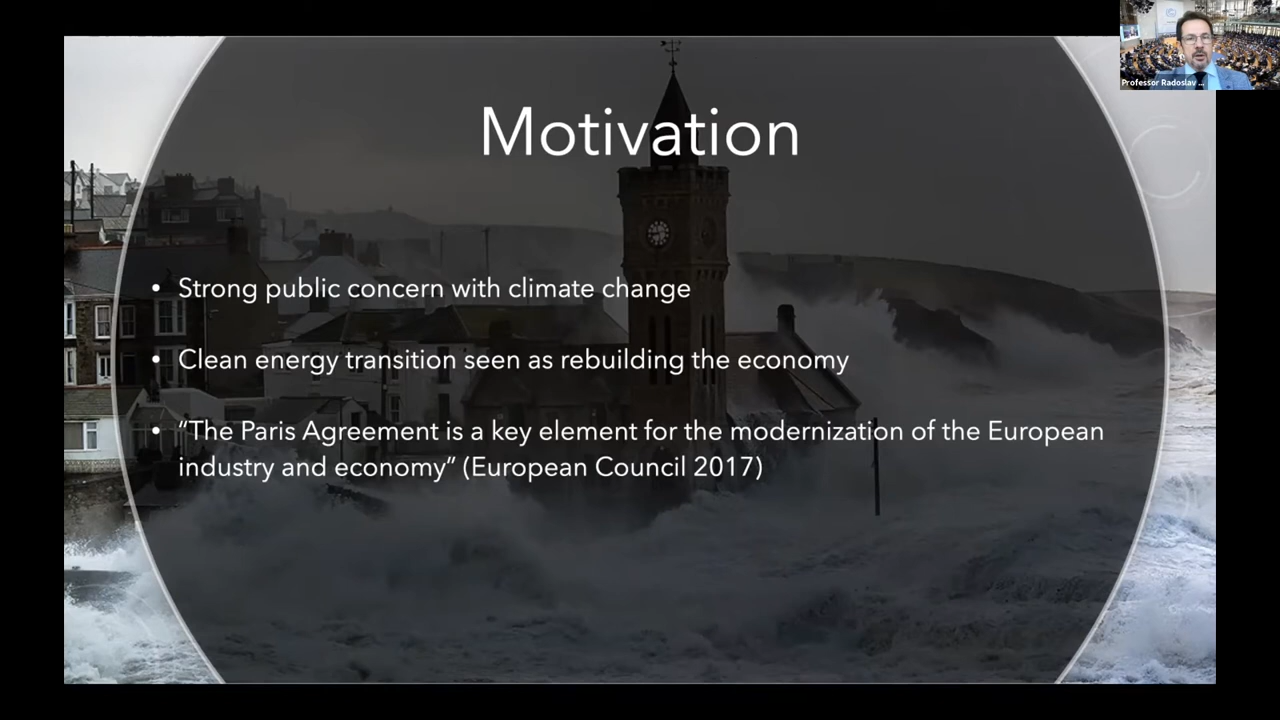 Professor Radoslav ...
Motivation
• Strong public concern with climate change
• Clean energy transition seen as rebuilding the economy
• “The Paris Agreement is a key element for the modernization of the European
industry and economy” (European Council 2017)